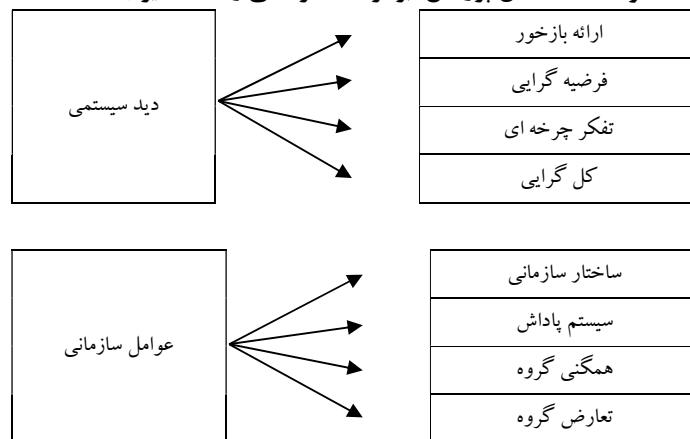 ارائه بازخور
فرضیه گرایی
دید سیستمی
تفکر چرخه ای
کل گرایی
ساختار سازمانی
سیستم پاداش
عوامل سازمانی
همگنی گروه
تعارض گروه